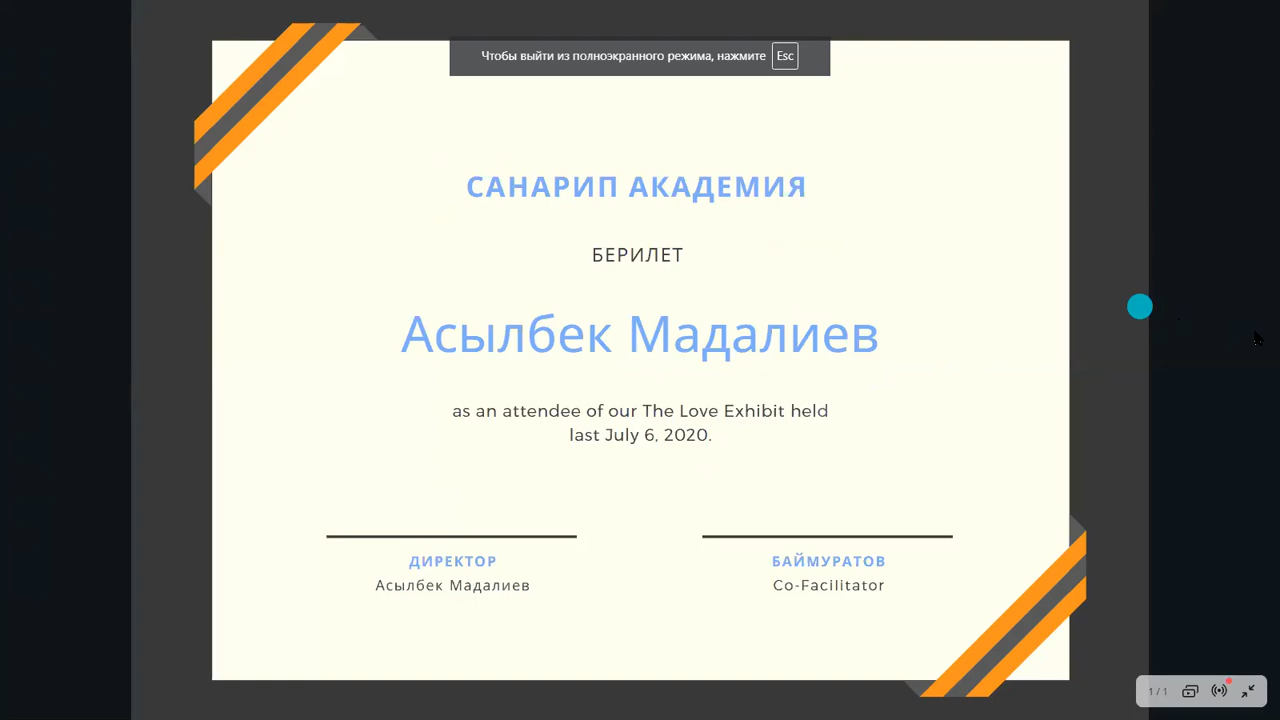 Чтобы выйти из полноэкранного режима, нажмите Esc
САНАРИП АКАДЕМИЯ
БЕРИЛЕТ
Асылбек Мадалиев
as an attendee of our The Love Exhibit held
last July 6, 2020.
ДИРЕКТОР
Асылбек Мадалиев
БАЙМУРАТОВ
Co-Facilitator
1 / 1